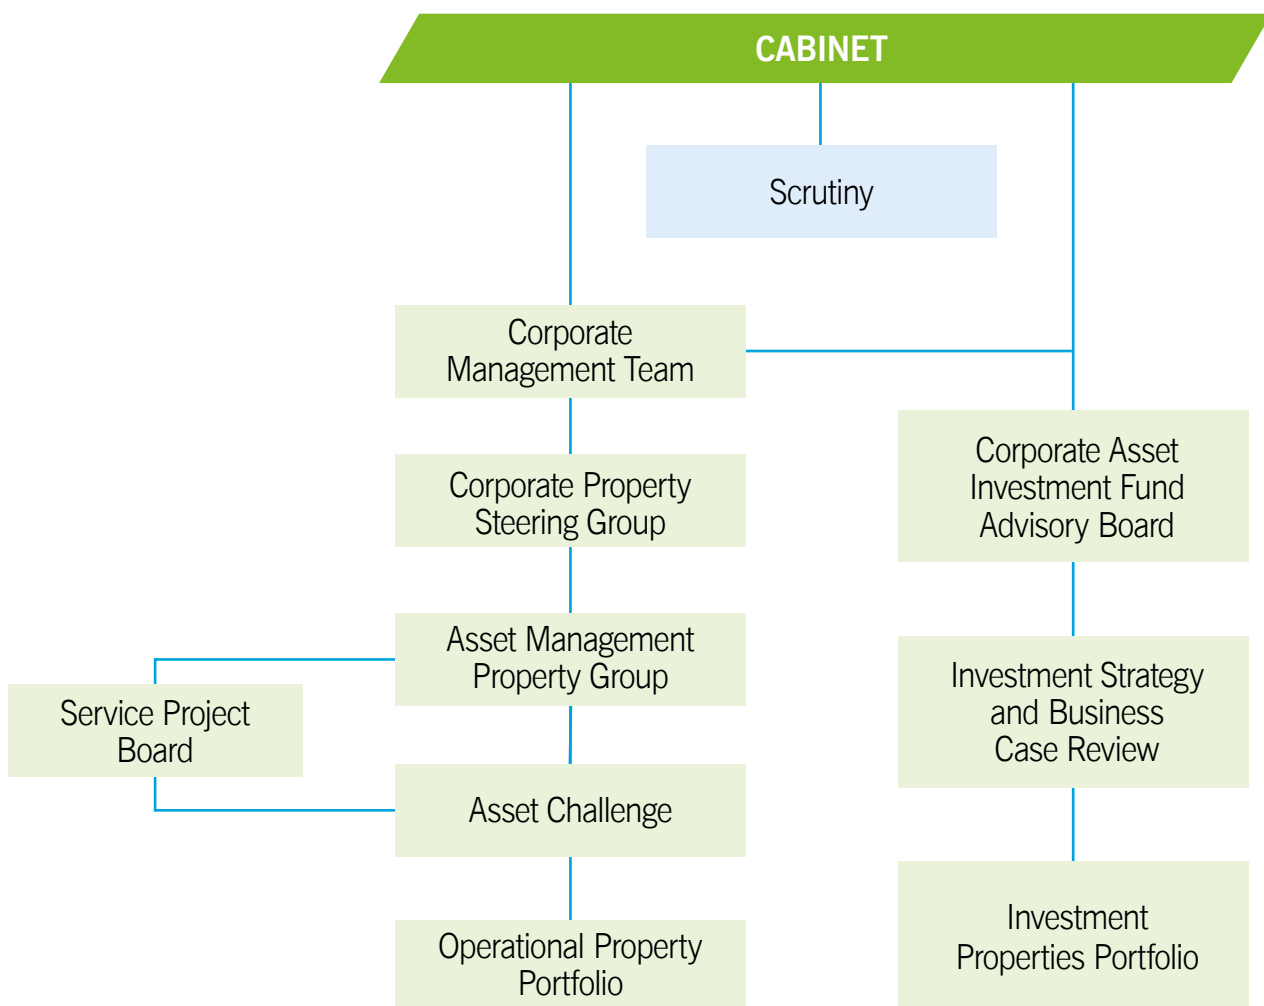 CABINET
Scrutiny
Corporate
Management Team
Corporate Property
Steering Group
Corporate Asset
Investment Fund
Advisory Board
Asset Management
Property Group
Service Project
Board
Investment Strategy
and Business
Case Review
Asset Challenge
Operational Property
Portfolio
Investment
Properties Portfolio